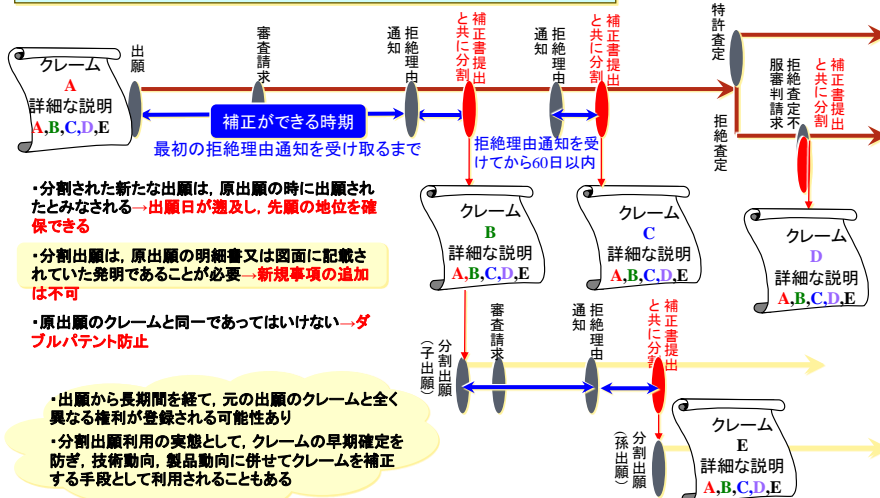 クレーム
A
詳細な説明
A,B,C,D,E
出願
審査請求
補正ができる時期
最初の拒絶理由通知を受け取るまで
拒絶理由
通知
補正書提出
と共に分割
拒絶理由
通知
補正書提出
と共に分割
拒絶理由通知を受
けてから60日以内
特許査定
拒絶査定
拒絶査定不
服審判請求
補正書提出
と共に分割
・分割された新たな出願は,原出願の時に出願され
たとみなされる→出願日が遡及し,先願の地位を確
保できる
・分割出願は,原出願の明細書又は図面に記載さ
れていた発明であることが必要→新規事項の追加
は不可
・原出願のクレームと同一であってはいけない→ダ
ブルパテント防止
クレーム
B
詳細な説明
A,B,C,D,E
クレーム
C
詳細な説明
A,B,C,D,E
クレーム
D
詳細な説明
A,B,C,D,E
分割出願
(子出願)
審査請求
拒絶理由
通知
補正書提出
と共に分割
分割出願
(孫出願)
クレーム
E
詳細な説明
A,B,C,D,E
・出願から長期間を経て,元の出願のクレームと全く
異なる権利が登録される可能性あり
・分割出願利用の実態として,クレームの早期確定を
防ぎ,技術動向,製品動向に併せてクレームを補正
する手段として利用されることもある